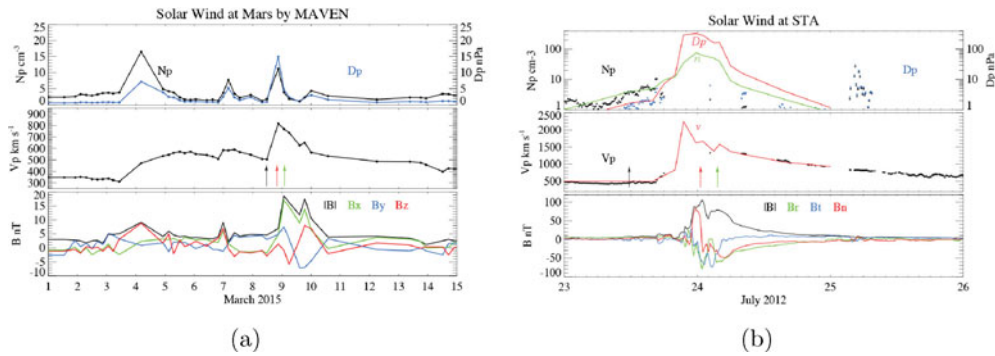 Solar Wind at Mars by MAVEN
25
20
15
10
5
0
Np cm⁻³
Np
Dp
25
20
15
10
5
0
Dp nPa
900
800
700
600
500
400
300
Vp km s⁻¹
20
15
10
5
0
-5
-10
B nT
|B| Bx By Bz
1 2 3 4 5 6 7 8 9 10 11 12 13 14 15
March 2015
(a)
Solar Wind at STA
100
10
1
Np cm-3
Np
Dp
n
Dp
100
10
1
Dp nPa
2500
2000
1500
1000
500
Vp km s⁻¹
v
Vp
100
50
0
-50
-100
B nT
|B| Br Bt Bn
23 24 25 26
July 2012
(b)